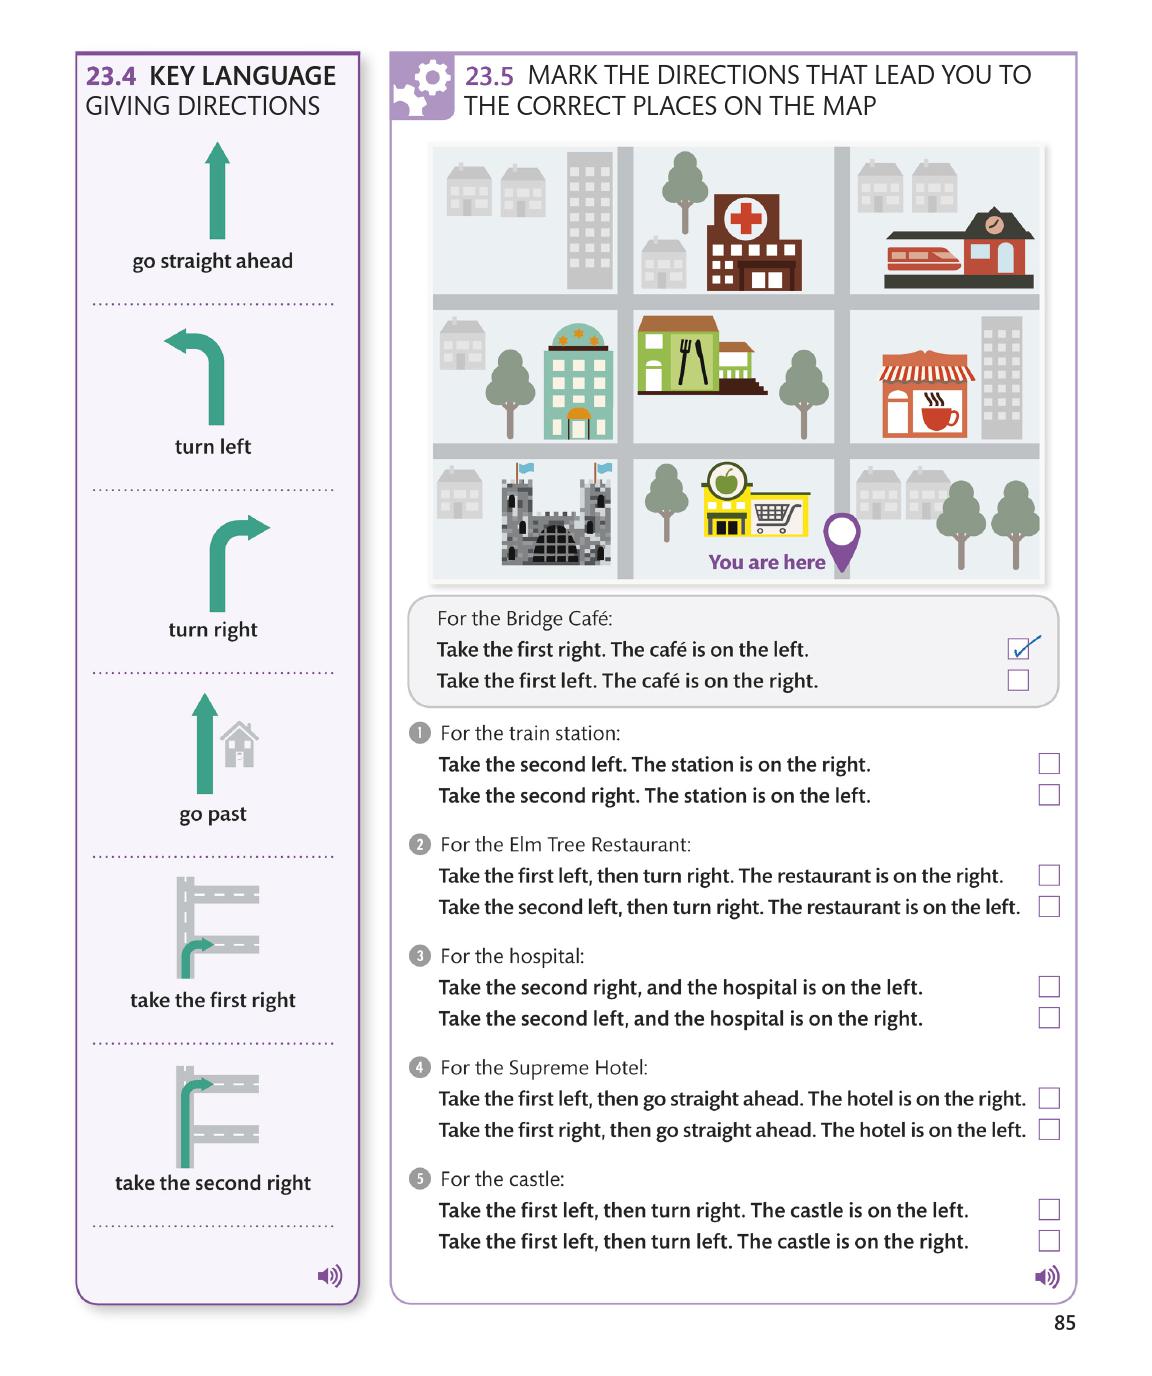 23.4 KEY LANGUAGE
GIVING DIRECTIONS
go straight ahead
turn left
turn right
go past
take the first right
take the second right
23.5 MARK THE DIRECTIONS THAT LEAD YOU TO
THE CORRECT PLACES ON THE MAP
You are here
For the Bridge Café:
Take the first right. The café is on the left.
Take the first left. The café is on the right.
1 For the train station:
Take the second left. The station is on the right.
Take the second right. The station is on the left.
2 For the Elm Tree Restaurant:
Take the first left, then turn right. The restaurant is on the right.
Take the second left, then turn right. The restaurant is on the left.
3 For the hospital:
Take the second right, and the hospital is on the left.
Take the second left, and the hospital is on the right.
4 For the Supreme Hotel:
Take the first left, then go straight ahead. The hotel is on the right.
Take the first right, then go straight ahead. The hotel is on the left.
5 For the castle:
Take the first left, then turn right. The castle is on the left.
Take the first left, then turn left. The castle is on the right.
85